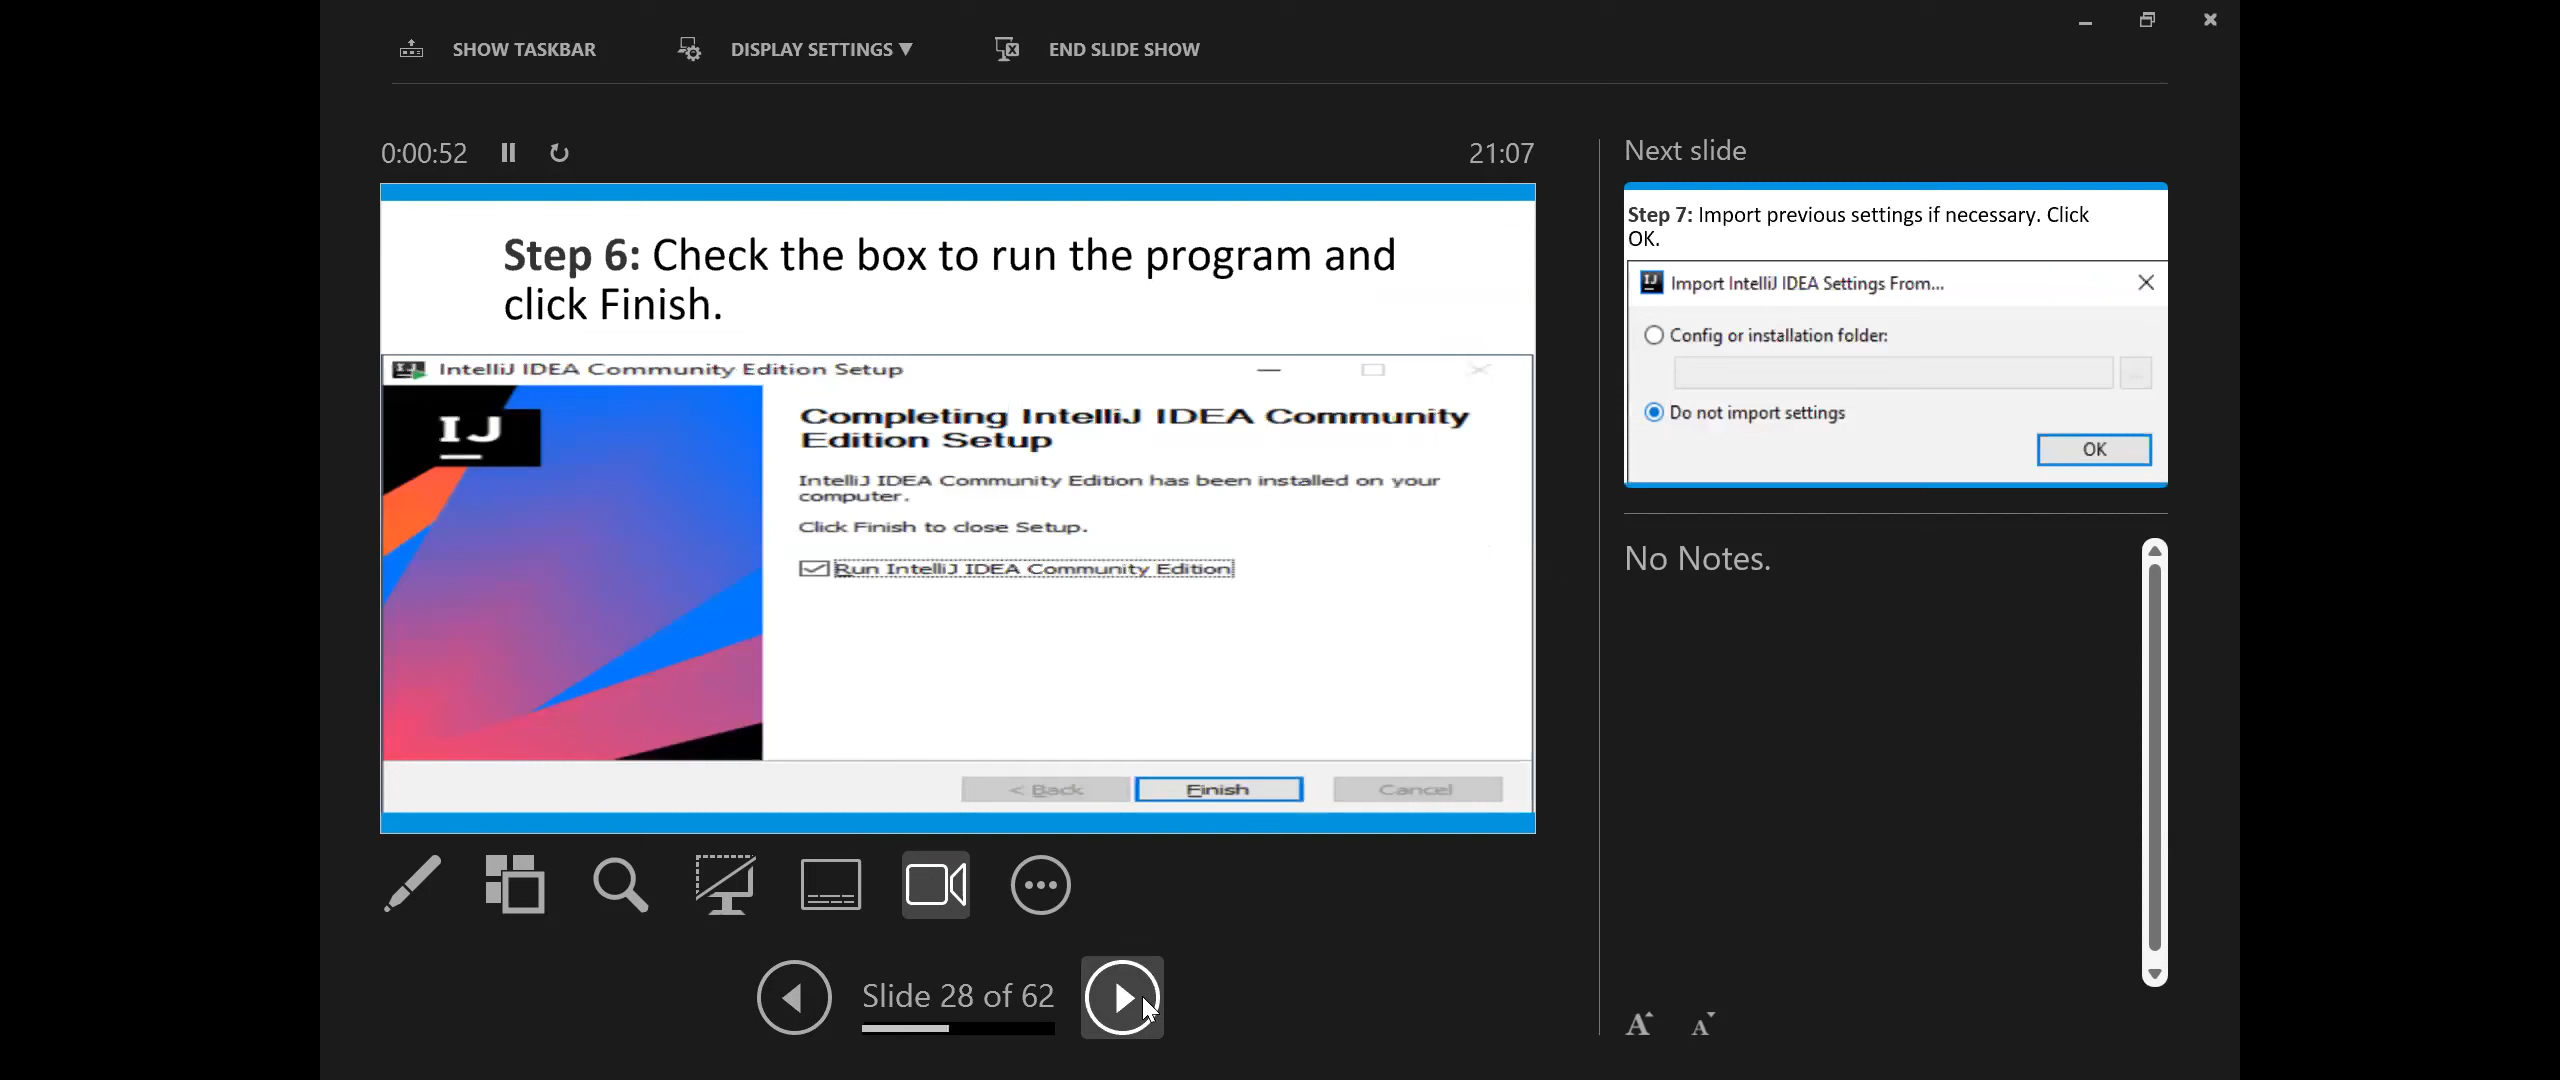 SHOW TASKBAR
DISPLAY SETTINGS ▼
END SLIDE SHOW
0:00:52
21:07
Step 6: Check the box to run the program and
click Finish.
IntelliJ IDEA Community Edition Setup
IJ
Completing IntelliJ IDEA Community
Edition Setup
IntelliJ IDEA Community Edition has been installed on your
computer.
Click Finish to close Setup.
Run IntelliJ IDEA Community Edition
< Back
Finish
Cancel
Slide 28 of 62
Next slide
Step 7: Import previous settings if necessary. Click
OK.
IJ
Import IntelliJ IDEA Settings From...
Config or installation folder:
...
Do not import settings
OK
No Notes.
A A